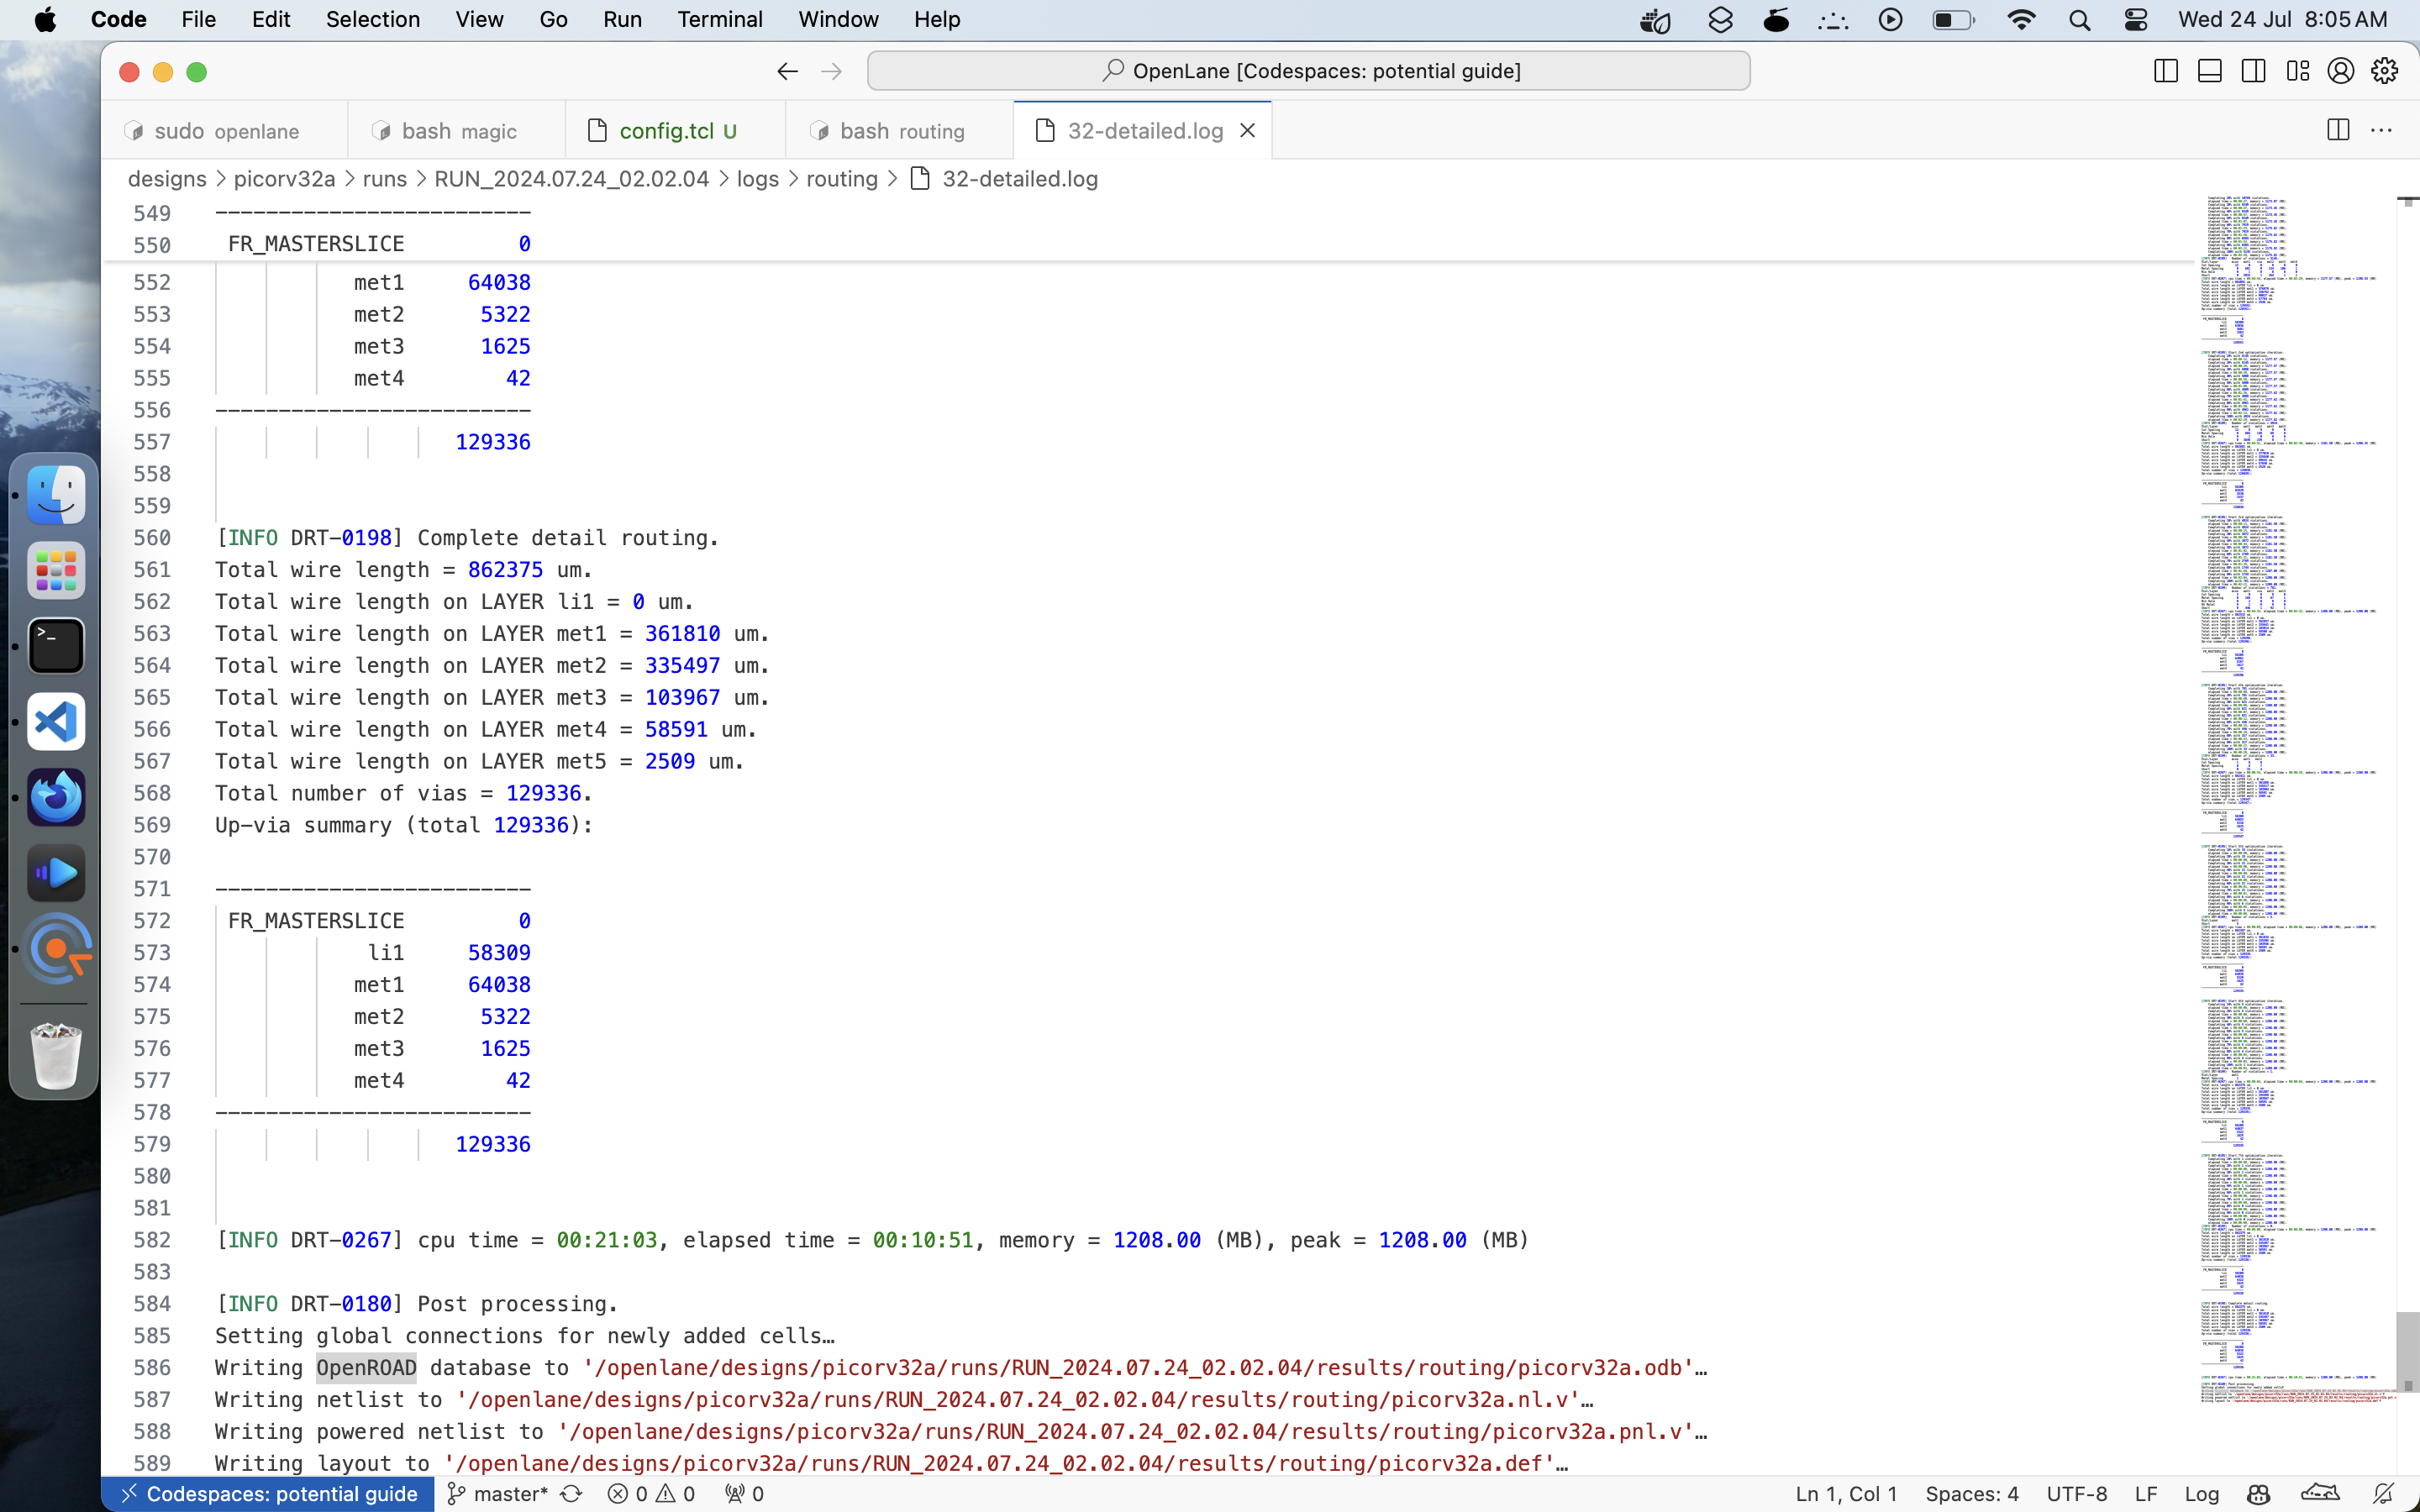 Code File Edit Selection View Go Run Terminal Window Help Wed 24 Jul 8:05 AM
OpenLane [Codespaces: potential guide]
sudo openlane bash magic config.tcl U bash routing 32-detailed.log
designs > picorv32a > runs > RUN_2024.07.24_02.02.04 > logs > routing > 32-detailed.log
549 -------------------------
550 FR_MASTERSLICE 0
552 met1 64038
553 met2 5322
554 met3 1625
555 met4 42
556 -------------------------
557 129336
558
559
560 [INFO DRT-0198] Complete detail routing.
561 Total wire length = 862375 um.
562 Total wire length on LAYER li1 = 0 um.
563 Total wire length on LAYER met1 = 361810 um.
564 Total wire length on LAYER met2 = 335497 um.
565 Total wire length on LAYER met3 = 103967 um.
566 Total wire length on LAYER met4 = 58591 um.
567 Total wire length on LAYER met5 = 2509 um.
568 Total number of vias = 129336.
569 Up-via summary (total 129336):
570
571 -------------------------
572 FR_MASTERSLICE 0
573 li1 58309
574 met1 64038
575 met2 5322
576 met3 1625
577 met4 42
578 -------------------------
579 129336
580
581
582 [INFO DRT-0267] cpu time = 00:21:03, elapsed time = 00:10:51, memory = 1208.00 (MB), peak = 1208.00 (MB)
583
584 [INFO DRT-0180] Post processing.
585 Setting global connections for newly added cells…
586 Writing OpenROAD database to '/openlane/designs/picorv32a/runs/RUN_2024.07.24_02.02.04/results/routing/picorv32a.odb'…
587 Writing netlist to '/openlane/designs/picorv32a/runs/RUN_2024.07.24_02.02.04/results/routing/picorv32a.nl.v'…
588 Writing powered netlist to '/openlane/designs/picorv32a/runs/RUN_2024.07.24_02.02.04/results/routing/picorv32a.pnl.v'…
589 Writing layout to '/openlane/designs/picorv32a/runs/RUN_2024.07.24_02.02.04/results/routing/picorv32a.def'…
Codespaces: potential guide master* 0 0 0 Ln 1, Col 1 Spaces: 4 UTF-8 LF Log